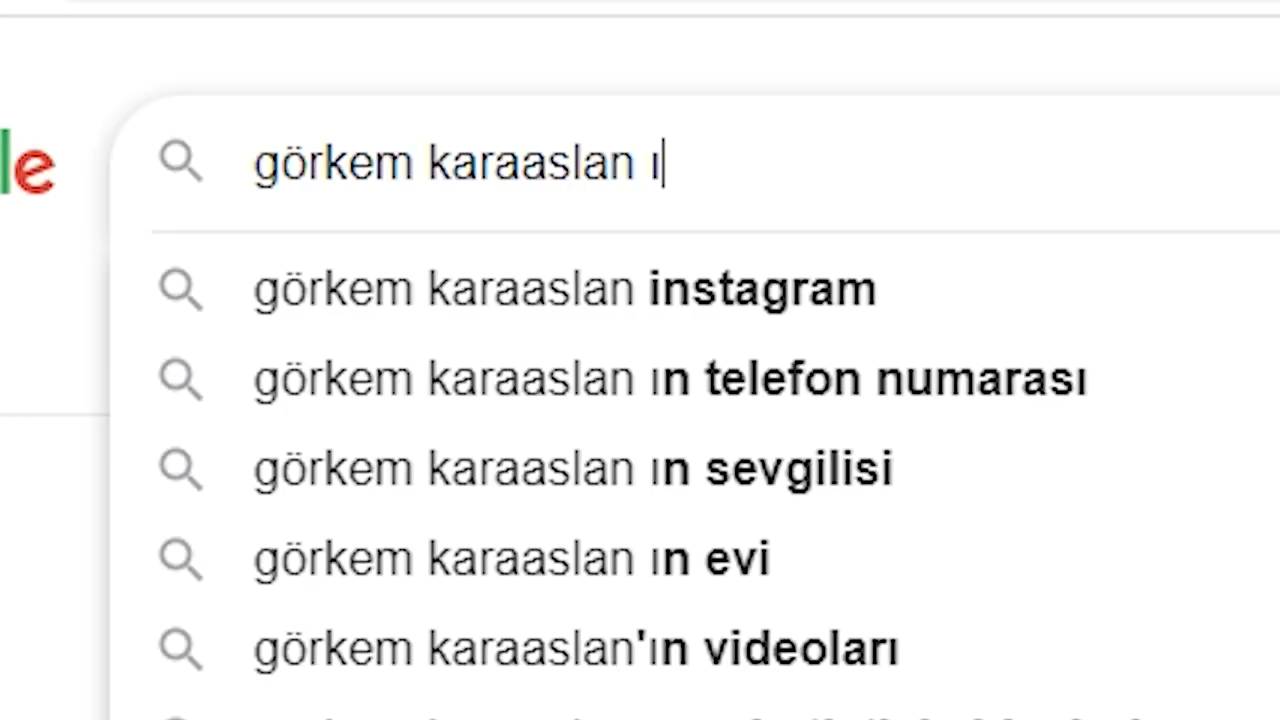 le
görkem karaaslan ı
görkem karaaslan instagram
görkem karaaslan ın telefon numarası
görkem karaaslan ın sevgilisi
görkem karaaslan ın evi
görkem karaaslan'ın videoları